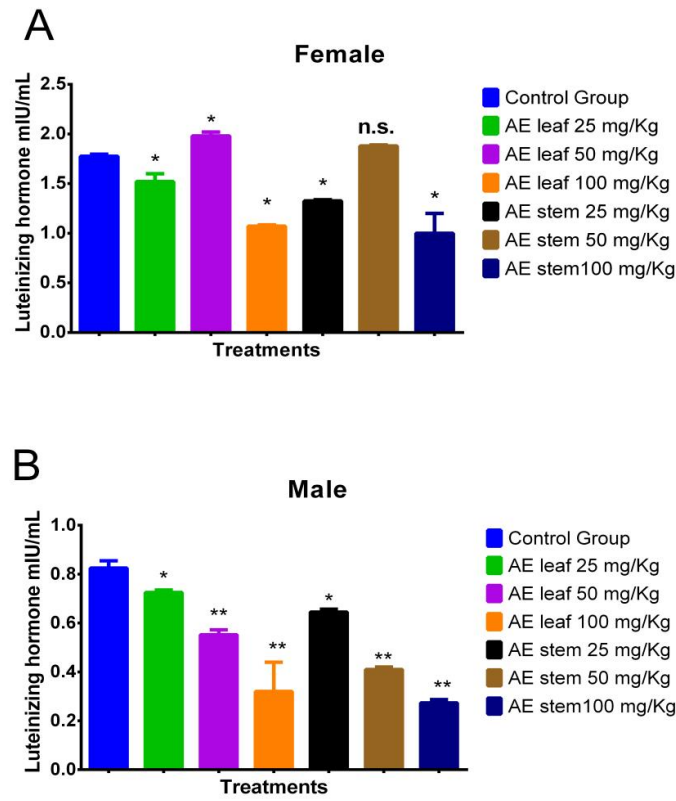 A
Female
Luteinizing hormone mIU/mL
2.5
2.0
1.5
1.0
0.5
0.0
*
*
*
*
n.s.
*
Treatments
Control Group
AE leaf 25 mg/Kg
AE leaf 50 mg/Kg
AE leaf 100 mg/Kg
AE stem 25 mg/Kg
AE stem 50 mg/Kg
AE stem100 mg/Kg
B
Male
Luteinizing hormone mIU/mL
1.0
0.8
0.6
0.4
0.2
0.0
*
**
**
*
**
**
Treatments
Control Group
AE leaf 25 mg/Kg
AE leaf 50 mg/Kg
AE leaf 100 mg/Kg
AE stem 25 mg/Kg
AE stem 50 mg/Kg
AE stem100 mg/Kg